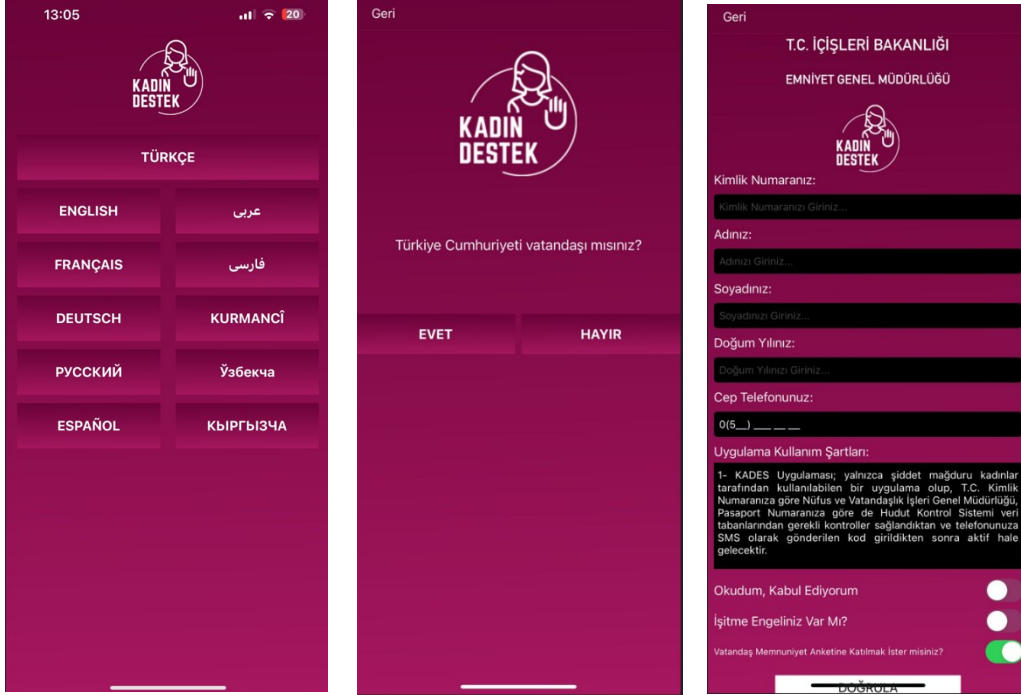 13:05
20
KADIN
DESTEK
TÜRKÇE
ENGLISH
عربى
FRANÇAIS
فارسی
DEUTSCH
KURMANCÎ
РУССКИЙ
Ўзбекча
ESPAÑOL
КЫРГЫЗЧА
Geri
KADIN
DESTEK
Türkiye Cumhuriyeti vatandaşı mısınız?
EVET
HAYIR
Geri
T.C. İÇİŞLERİ BAKANLIĞI
EMNİYET GENEL MÜDÜRLÜĞÜ
KADIN
DESTEK
Kimlik Numaranız:
Kimlik Numaranızı Giriniz...
Adınız:
Adınızı Giriniz...
Soyadınız:
Soyadınızı Giriniz...
Doğum Yılınız:
Doğum Yılınızı Giriniz...
Cep Telefonunuz:
0(5__) ___ __ __
Uygulama Kullanım Şartları:
1- KADES Uygulaması; yalnızca şiddet mağduru kadınlar
tarafından kullanılabilen bir uygulama olup, T.C. Kimlik
Numaranıza göre Nüfus ve Vatandaşlık İşleri Genel Müdürlüğü,
Pasaport Numaranıza göre de Hudut Kontrol Sistemi veri
tabanlarından gerekli kontroller sağlandıktan ve telefonunuza
SMS olarak gönderilen kod girildikten sonra aktif hale
gelecektir.
Okudum, Kabul Ediyorum
İşitme Engeliniz Var Mı?
Vatandaş Memnuniyet Anketine Katılmak İster misiniz?
DOĞRULA